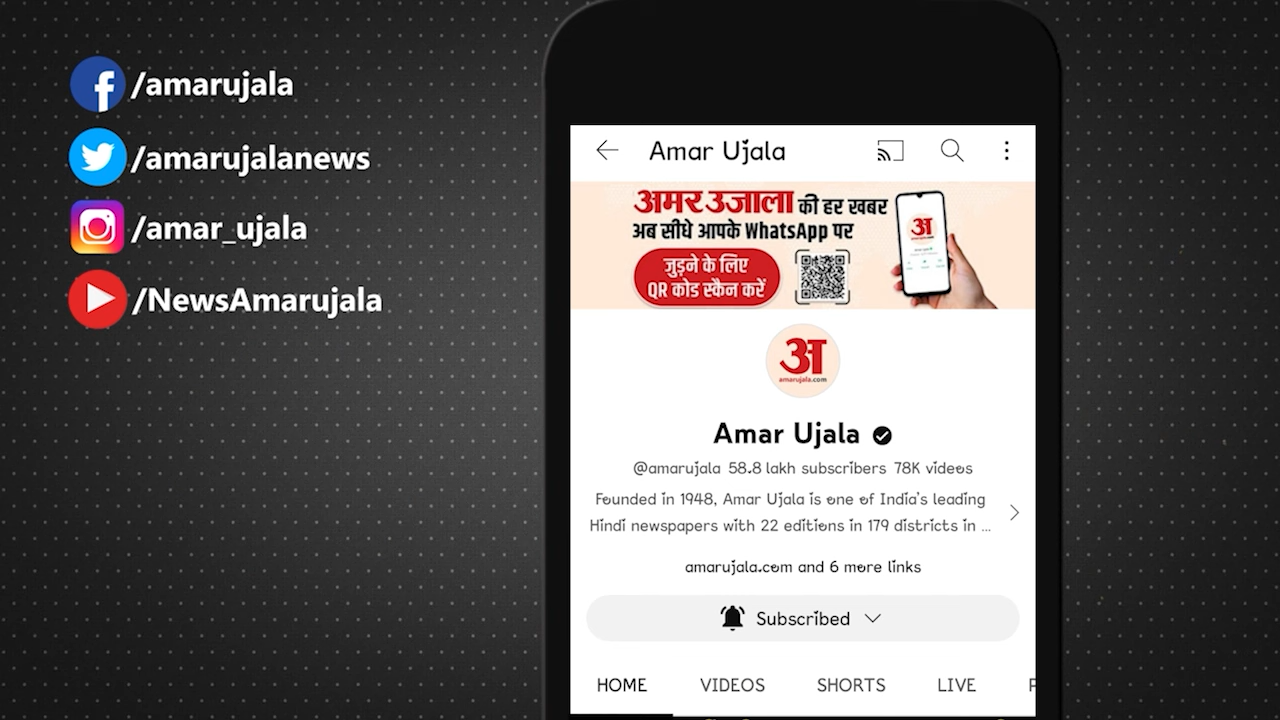 /amarujala
/amarujalanews
/amar_ujala
/NewsAmarujala
Amar Ujala
अमर उजाला की हर खबर
अब सीधे आपके WhatsApp पर
जुड़ने के लिए
QR कोड स्कैन करें
अ
अ
amarujala.com
Amar Ujala
@amarujala 58.8 lakh subscribers 78K videos
Founded in 1948, Amar Ujala is one of India's leading
Hindi newspapers with 22 editions in 179 districts in ...
amarujala.com and 6 more links
Subscribed
HOME VIDEOS SHORTS LIVE